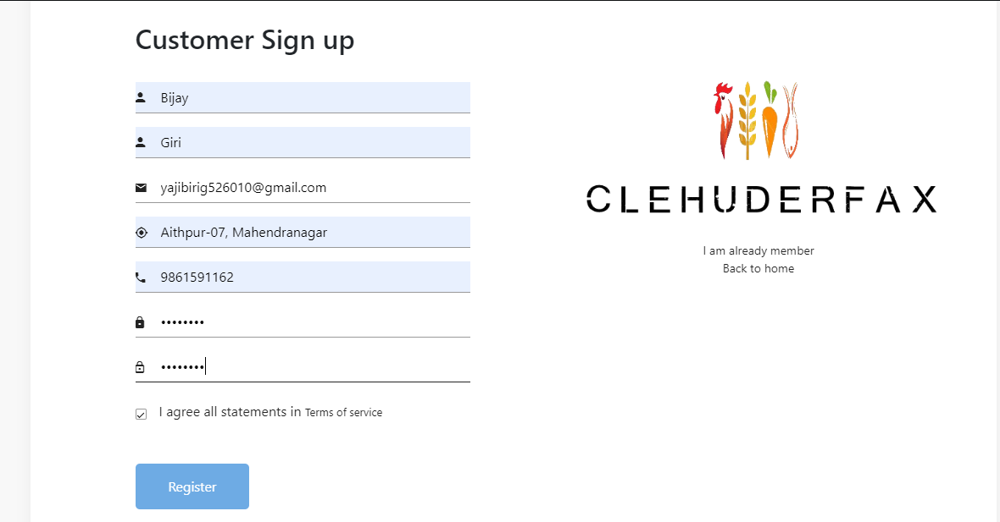 Customer Sign up
Bijay
Giri
yajibirig526010@gmail.com
Aithpur-07, Mahendranagar
9861591162
••••••••
••••••••
I agree all statements in Terms of service
Register
CLEHUDERFAX
I am already member
Back to home